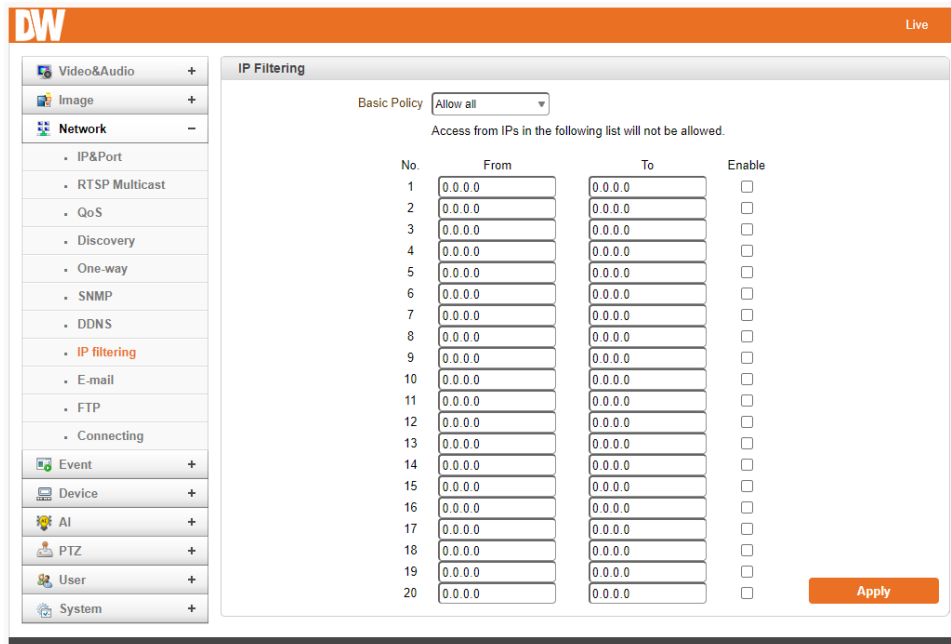 DW
Live
Video&Audio +
Image +
Network −
IP&Port
RTSP Multicast
QoS
Discovery
One-way
SNMP
DDNS
IP filtering
E-mail
FTP
Connecting
Event +
Device +
AI +
PTZ +
User +
System +
IP Filtering
Basic Policy Allow all
Access from IPs in the following list will not be allowed.
No. From To Enable
1 0.0.0.0 0.0.0.0
2 0.0.0.0 0.0.0.0
3 0.0.0.0 0.0.0.0
4 0.0.0.0 0.0.0.0
5 0.0.0.0 0.0.0.0
6 0.0.0.0 0.0.0.0
7 0.0.0.0 0.0.0.0
8 0.0.0.0 0.0.0.0
9 0.0.0.0 0.0.0.0
10 0.0.0.0 0.0.0.0
11 0.0.0.0 0.0.0.0
12 0.0.0.0 0.0.0.0
13 0.0.0.0 0.0.0.0
14 0.0.0.0 0.0.0.0
15 0.0.0.0 0.0.0.0
16 0.0.0.0 0.0.0.0
17 0.0.0.0 0.0.0.0
18 0.0.0.0 0.0.0.0
19 0.0.0.0 0.0.0.0
20 0.0.0.0 0.0.0.0
Apply